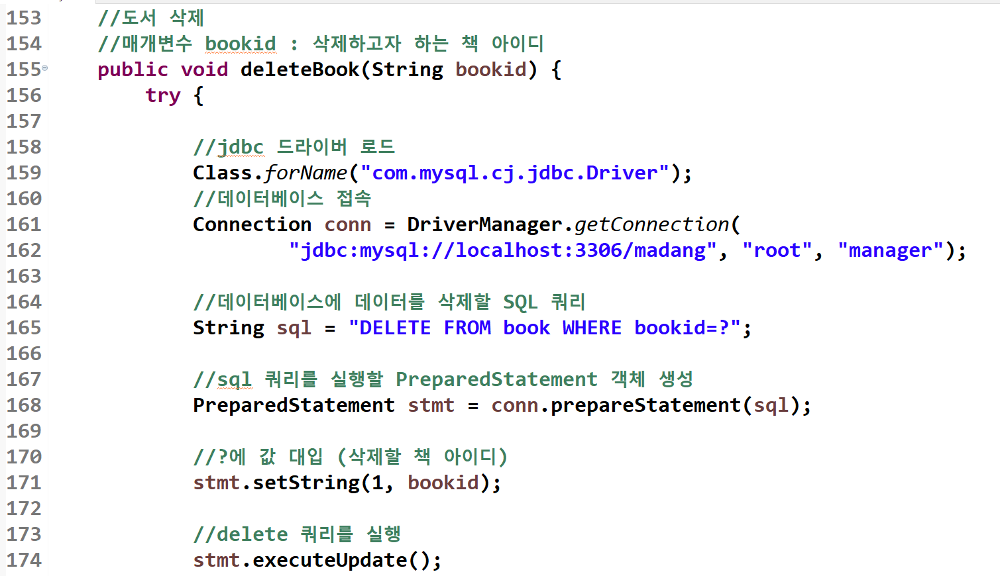 153 //도서 삭제
154 //매개변수 bookid : 삭제하고자 하는 책 아이디
155 public void deleteBook(String bookid) {
156 try {
157
158 //jdbc 드라이버 로드
159 Class.forName("com.mysql.cj.jdbc.Driver");
160 //데이터베이스 접속
161 Connection conn = DriverManager.getConnection(
162 "jdbc:mysql://localhost:3306/madang", "root", "manager");
163
164 //데이터베이스에 데이터를 삭제할 SQL 쿼리
165 String sql = "DELETE FROM book WHERE bookid=?";
166
167 //sql 쿼리를 실행할 PreparedStatement 객체 생성
168 PreparedStatement stmt = conn.prepareStatement(sql);
169
170 //?에 값 대입 (삭제할 책 아이디)
171 stmt.setString(1, bookid);
172
173 //delete 쿼리를 실행
174 stmt.executeUpdate();